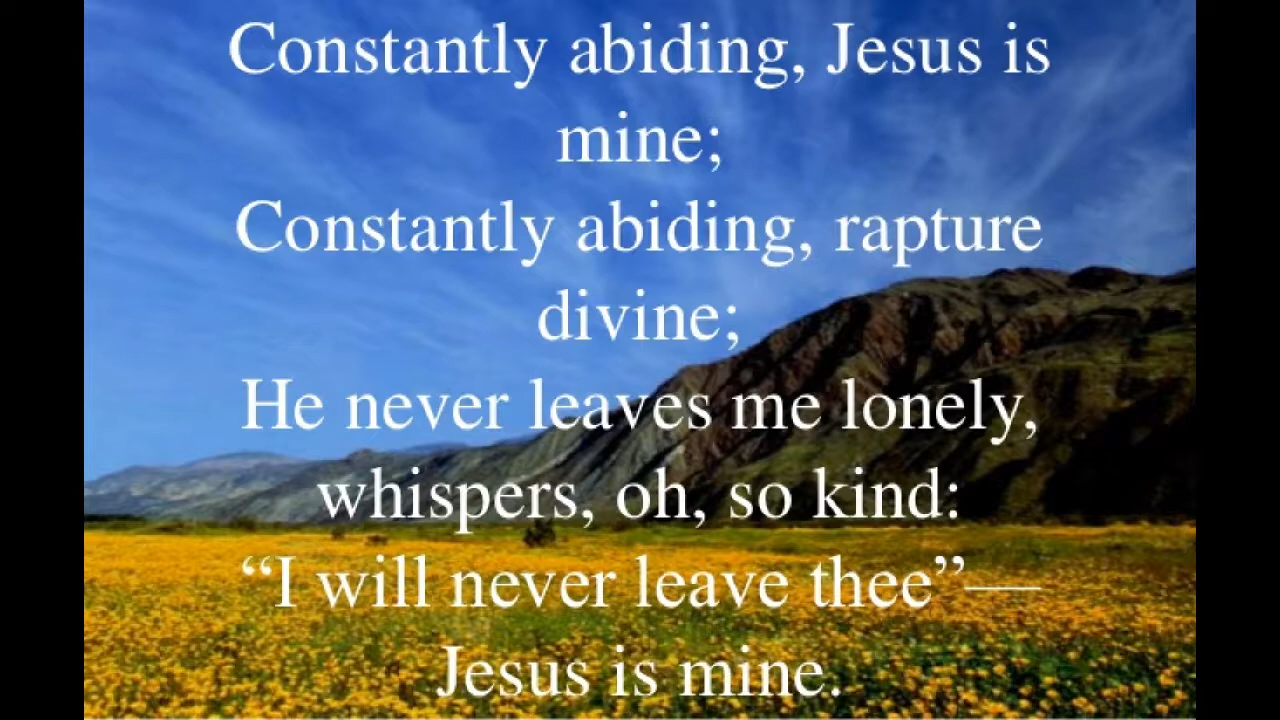 Constantly abiding, Jesus is
mine;
Constantly abiding, rapture
divine;
He never leaves me lonely,
whispers, oh, so kind:
“I will never leave thee”—
Jesus is mine.